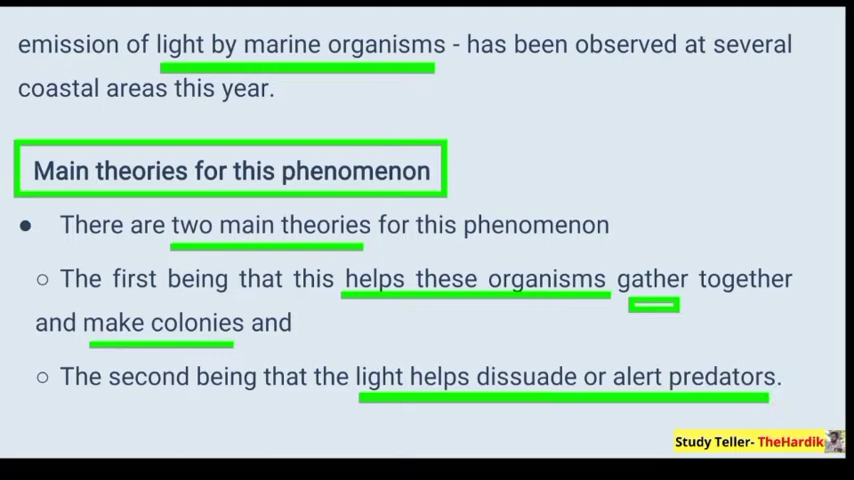 emission of light by marine organisms - has been observed at several
coastal areas this year.
Main theories for this phenomenon
● There are two main theories for this phenomenon
○ The first being that this helps these organisms gather together
and make colonies and
○ The second being that the light helps dissuade or alert predators.
Study Teller- TheHardik